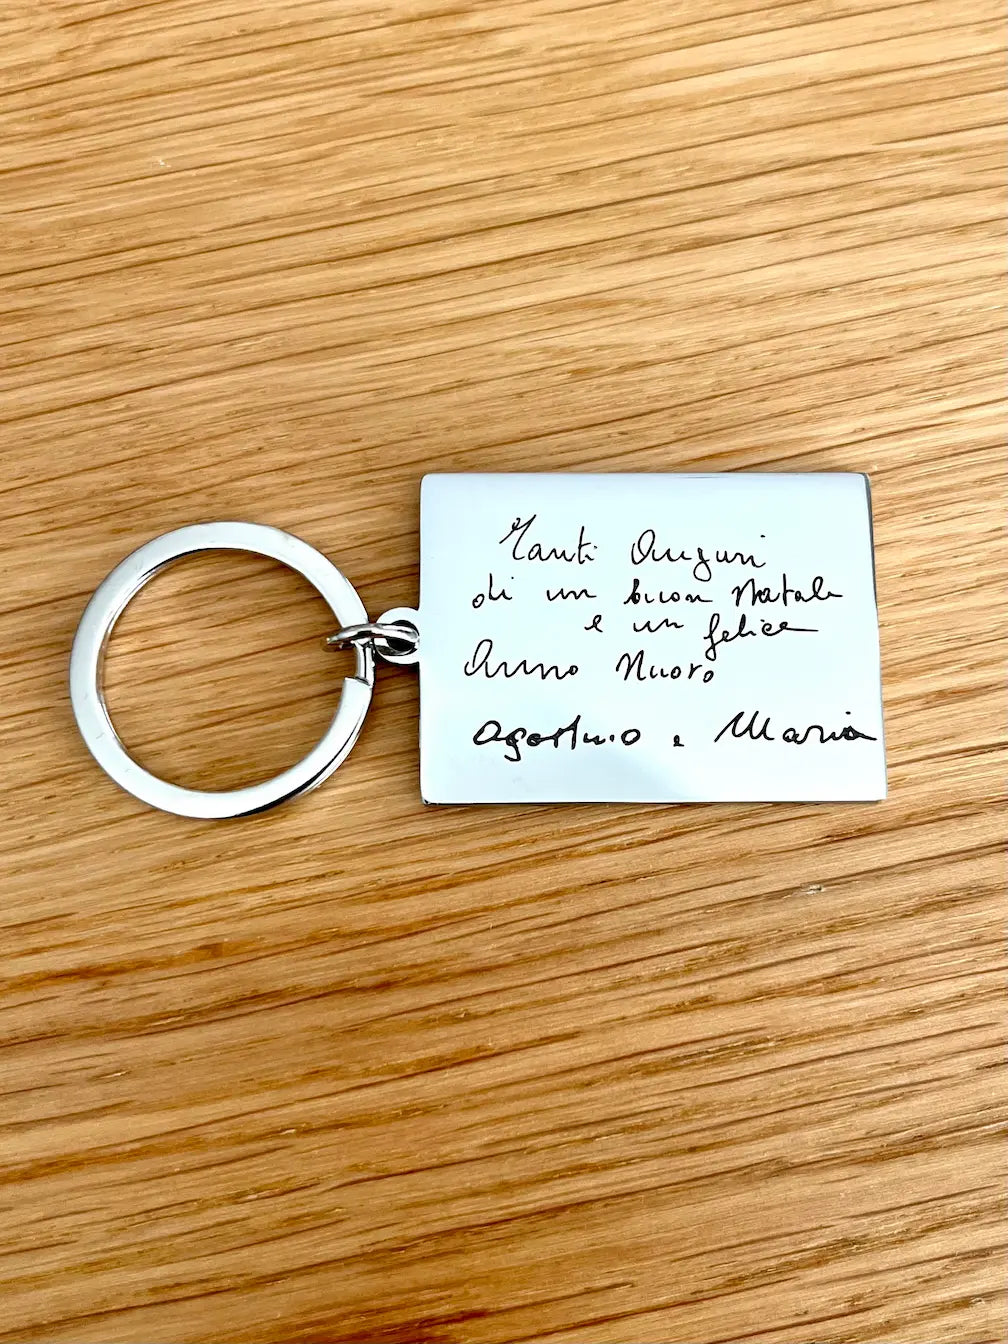 Tanti Auguri
di un buon Natale
e un felice
Anno Nuovo
Agostino e Maria